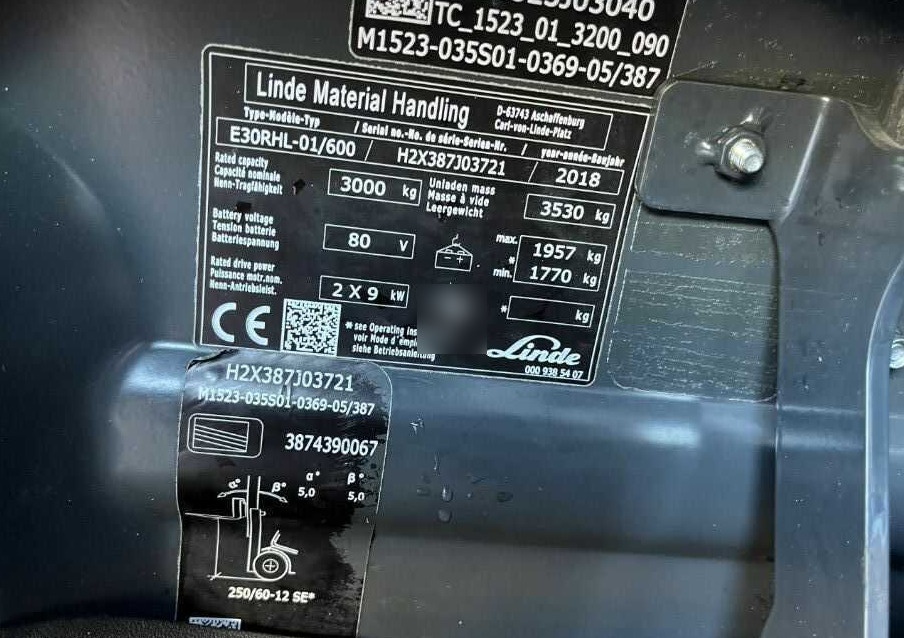 TC_1523_01_3200_090
M1523-035S01-0369-05/387
Linde Material Handling
D-63743 Aschaffenburg
Carl-von-Linde-Platz
Type-Modèle-Typ / Serial no.-No. de série-Serien-Nr. / year-année-Baujahr
E30RHL-01/600 / H2X387J03721 / 2018
Rated capacity
Capacité nominale
Nenn-Tragfähigkeit
3000 kg
Unladen mass
Masse à vide
Leergewicht
3530 kg
Battery voltage
Tension batterie
Batteriespannung
80 V
- +
max. 1957 kg
*
min. 1770 kg
Rated drive power
Puissance motr.nom.
Nenn-Antriebsleist.
2 X 9 kW
* kg
CE
* see Operating
voir Mode
siehe
Linde
000 938 54 07
H2X387J03721
M1523-035S01-0369-05/387
3874390067
α° β° α° β°
5,0 5,0
250/60-12 SE*